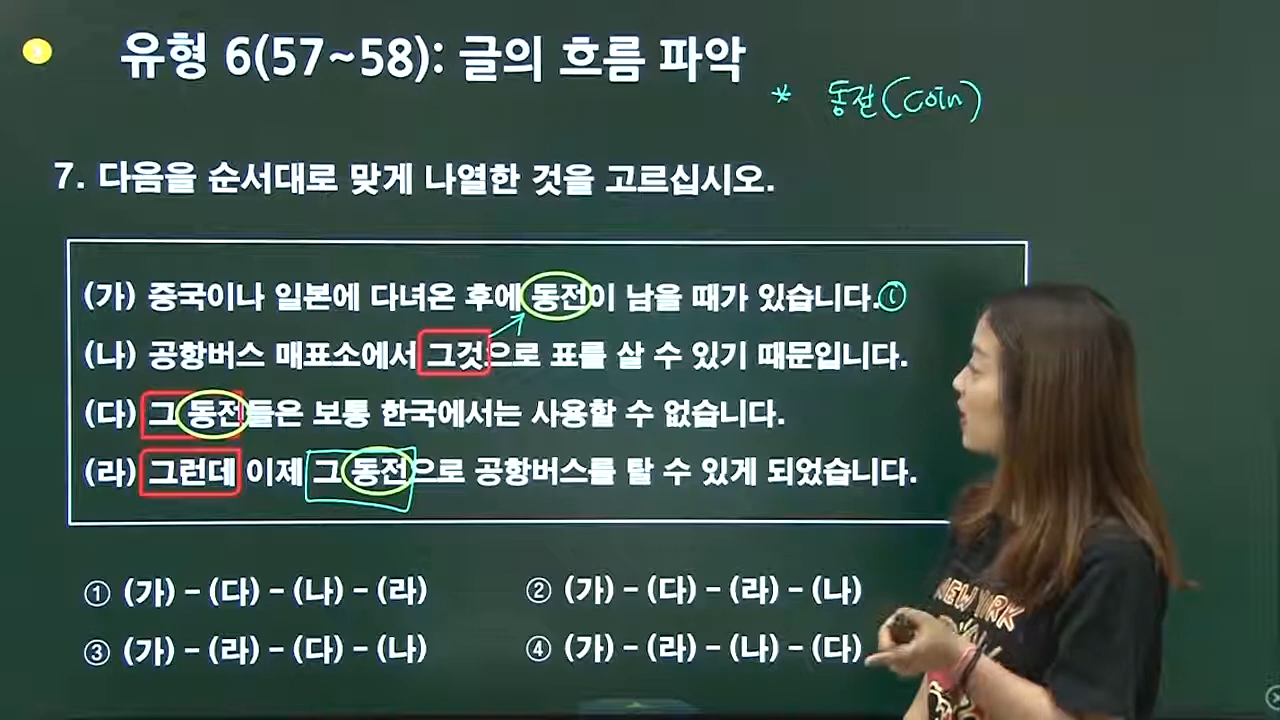 유형 6(57~58): 글의 흐름 파악
* 동전(coin)
7. 다음을 순서대로 맞게 나열한 것을 고르십시오.
(가) 중국이나 일본에 다녀온 후에 동전이 남을 때가 있습니다. ①
(나) 공항버스 매표소에서 그것으로 표를 살 수 있기 때문입니다.
(다) 그 동전들은 보통 한국에서는 사용할 수 없습니다.
(라) 그런데 이제 그 동전으로 공항버스를 탈 수 있게 되었습니다.
① (가) – (다) – (나) – (라)
② (가) – (다) – (라) – (나)
③ (가) – (라) – (다) – (나)
④ (가) – (라) – (나) – (다)
NEW YORK